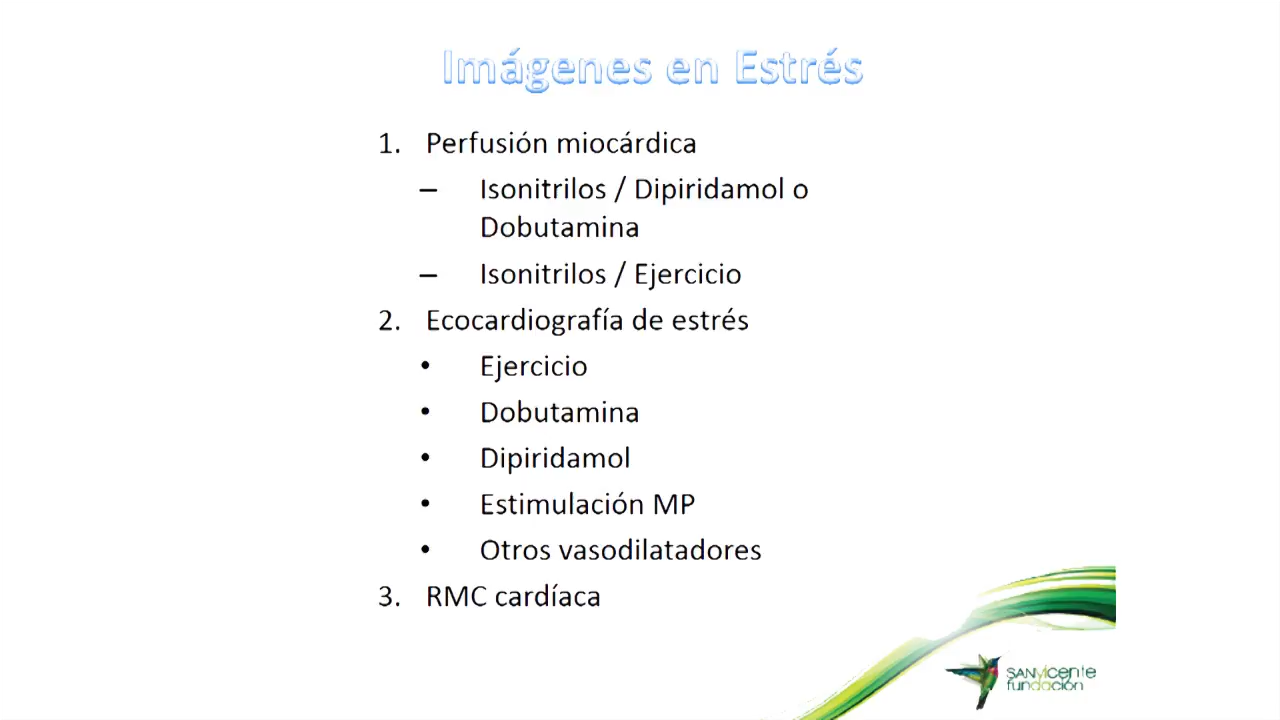 Imágenes en Estrés
1. Perfusión miocárdica
– Isonitrilos / Dipiridamol o
Dobutamina
– Isonitrilos / Ejercicio
2. Ecocardiografía de estrés
• Ejercicio
• Dobutamina
• Dipiridamol
• Estimulación MP
• Otros vasodilatadores
3. RMC cardíaca
SANVICENTE
fundación